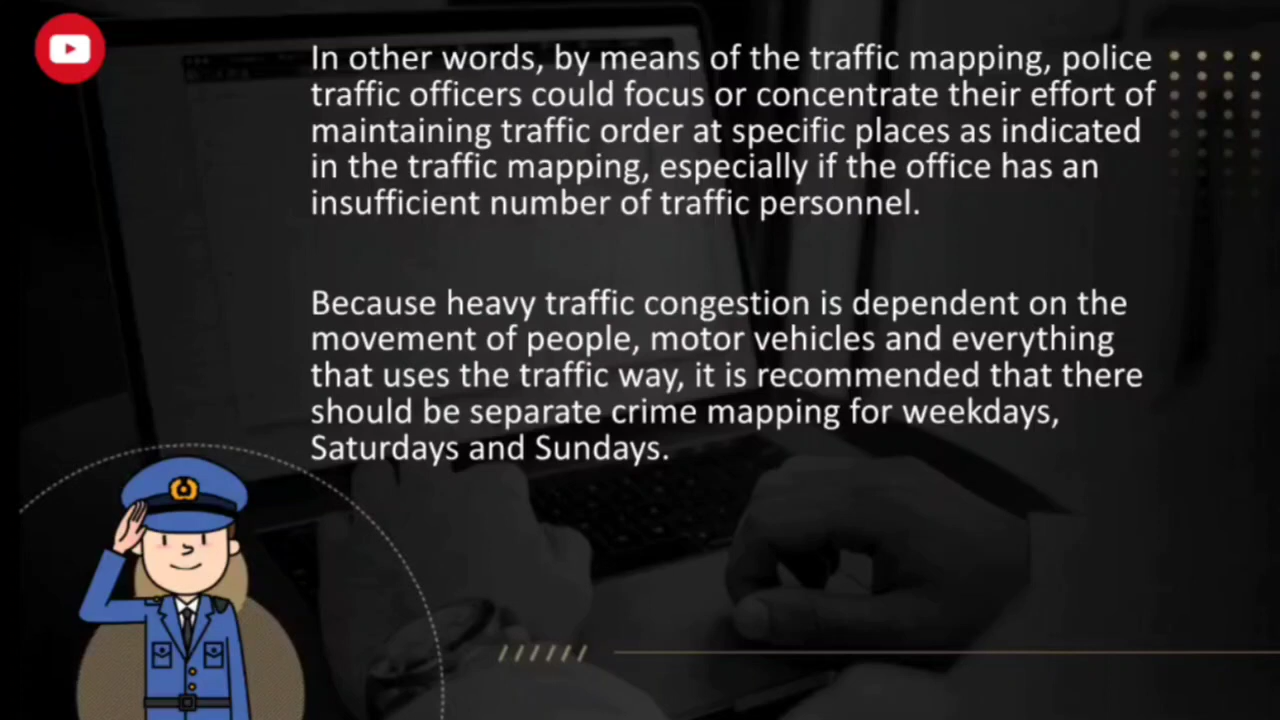 In other words, by means of the traffic mapping, police
traffic officers could focus or concentrate their effort of
maintaining traffic order at specific places as indicated
in the traffic mapping, especially if the office has an
insufficient number of traffic personnel.
Because heavy traffic congestion is dependent on the
movement of people, motor vehicles and everything
that uses the traffic way, it is recommended that there
should be separate crime mapping for weekdays,
Saturdays and Sundays.